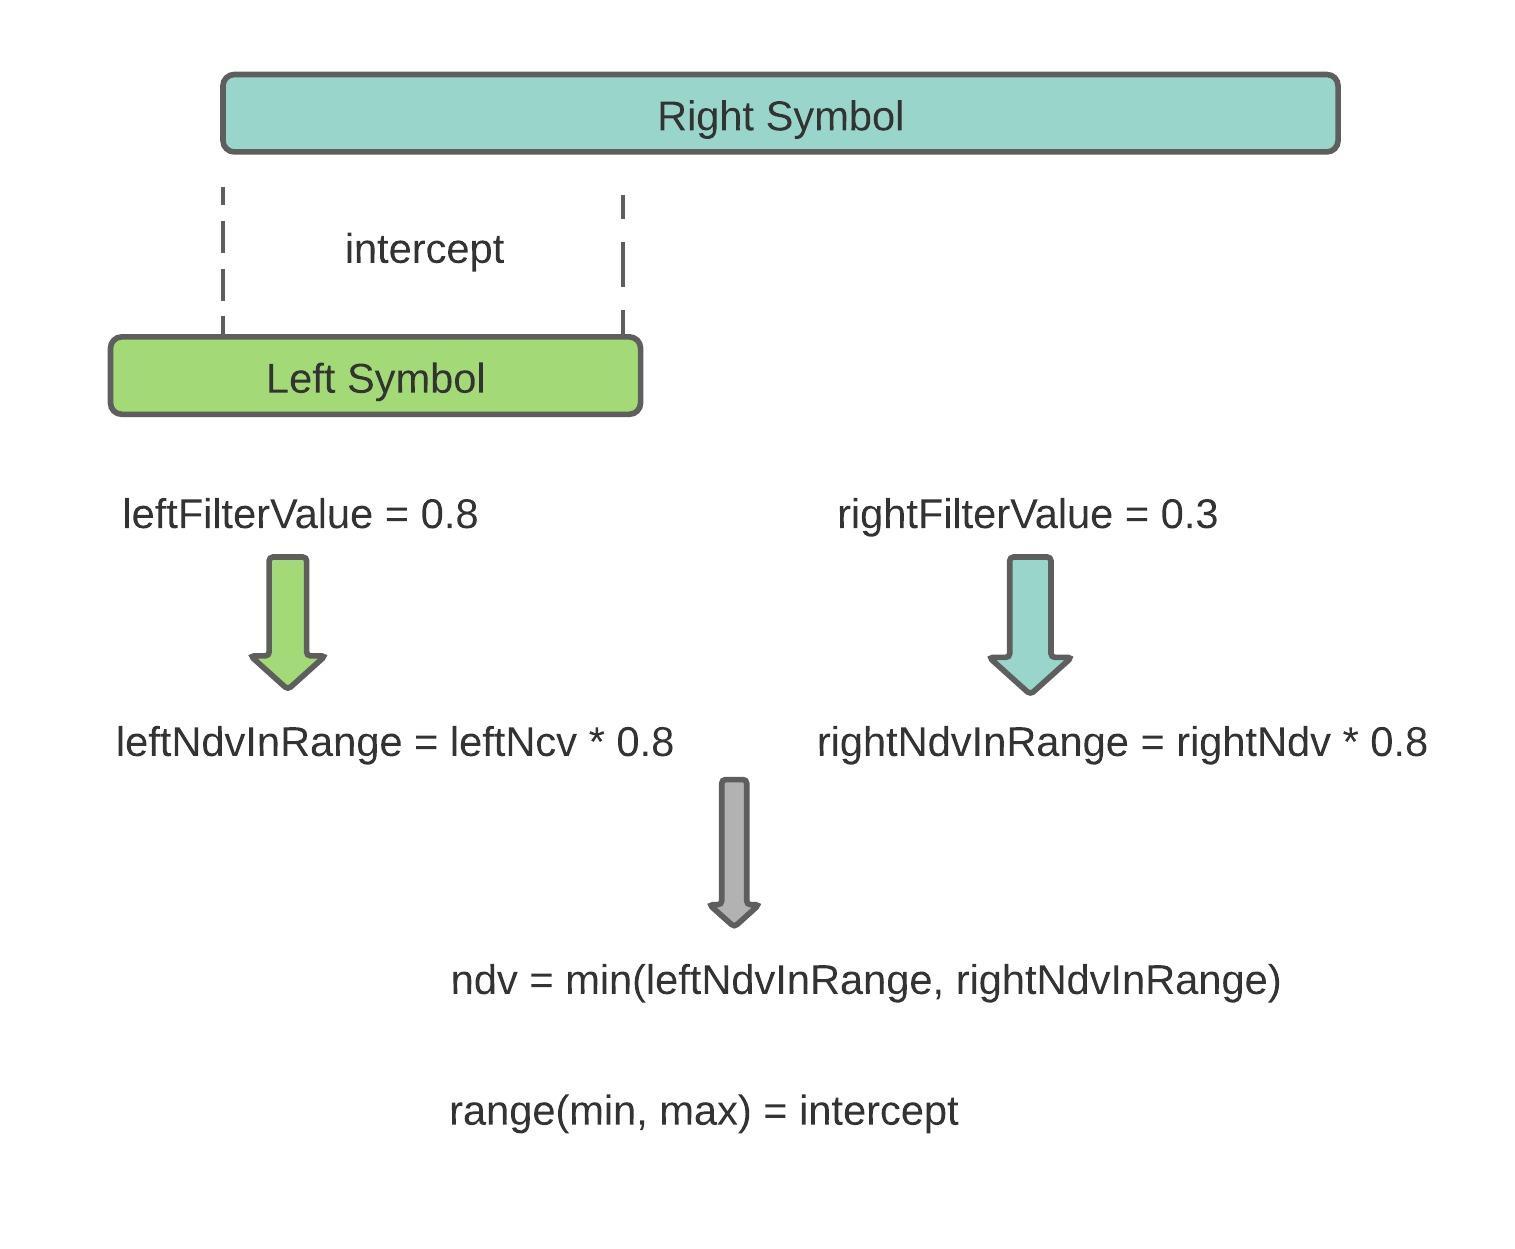 Right Symbol
intercept
Left Symbol
leftFilterValue = 0.8
rightFilterValue = 0.3
leftNdvInRange = leftNcv * 0.8
rightNdvInRange = rightNdv * 0.8
ndv = min(leftNdvInRange, rightNdvInRange)
range(min, max) = intercept